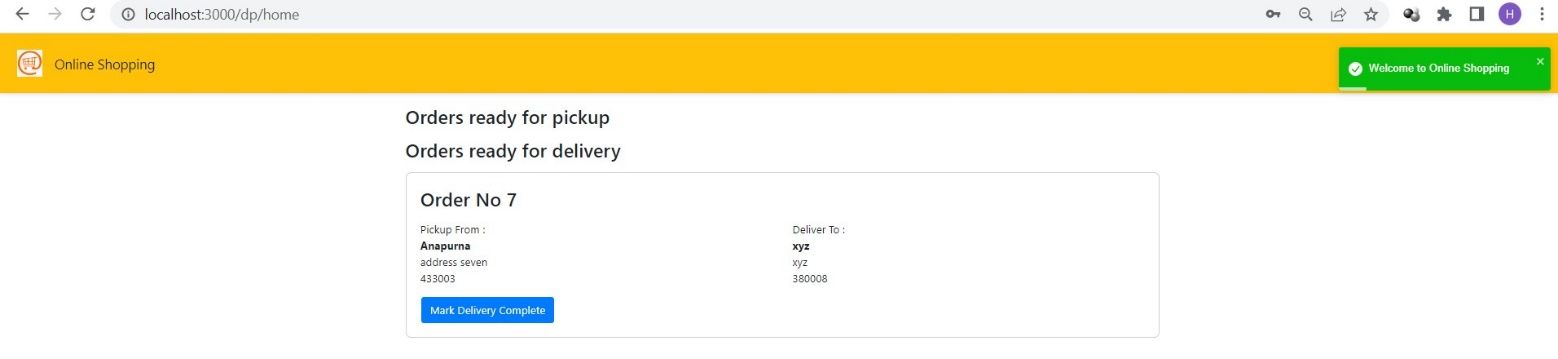 localhost:3000/dp/home
H
Online Shopping
Welcome to Online Shopping
Orders ready for pickup
Orders ready for delivery
Order No 7
Pickup From :
Deliver To :
Anapurna
xyz
address seven
xyz
433003
380008
Mark Delivery Complete